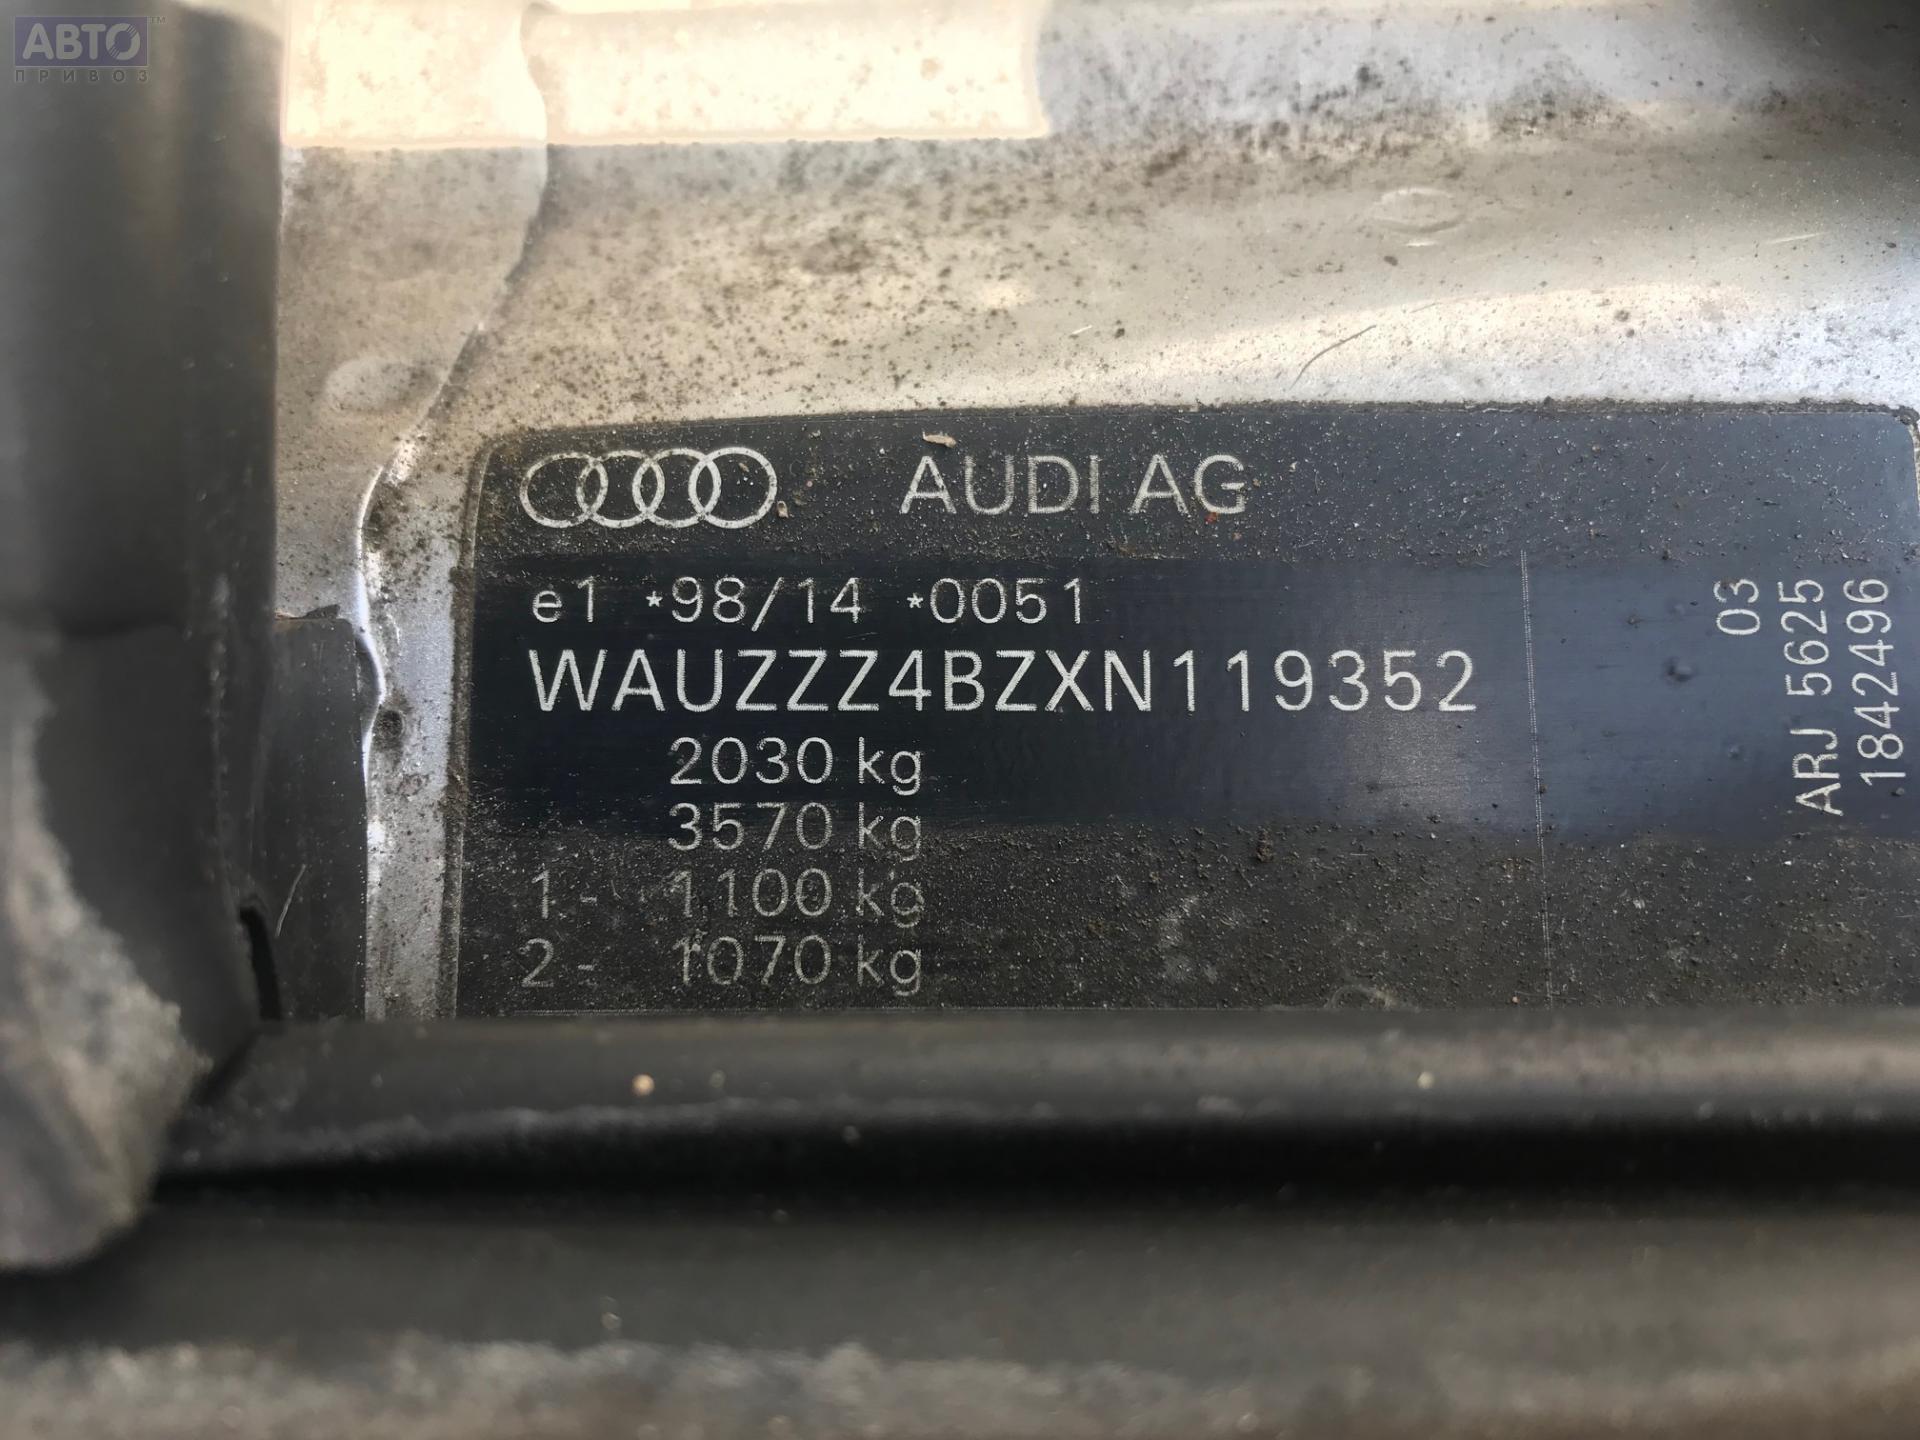 АВТО™
ПРИВОЗ
AUDI AG
e1 *98/14 *0051
WAUZZZ4BZXN119352
2030 kg
3570 kg
1 - 1100 kg
2 - 1070 kg
03
ARJ 5625
1842496